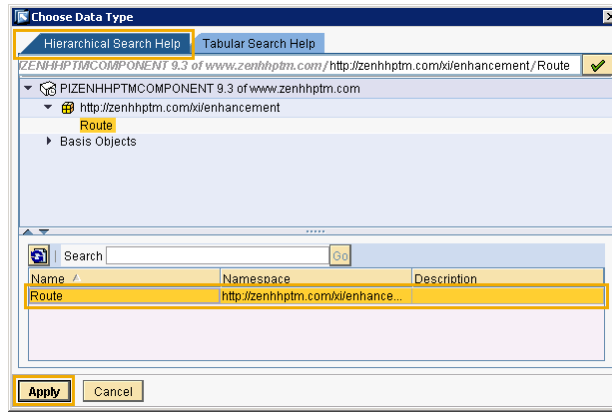 Choose Data Type
Hierarchical Search Help Tabular Search Help
ZENHHPTMCOMPONENT 9.3 of www.zenhhptm.com/http://zenhhptm.com/xi/enhancement/Route
PIZENHHPTMCOMPONENT 9.3 of www.zenhhptm.com
http://zenhhptm.com/xi/enhancement
Route
Basis Objects
Search Go
Name Namespace Description
Route http://zenhhptm.com/xi/enhance...
Apply Cancel